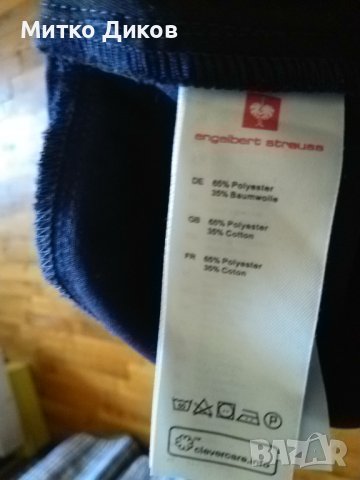 Митко Диков
engelbert strauss
DE 65% Polyester
35% Baumwolle
GB 65% Polyester
35% Cotton
FR 65% Polyester
35% Coton
P
clevercare.info
BAZAR